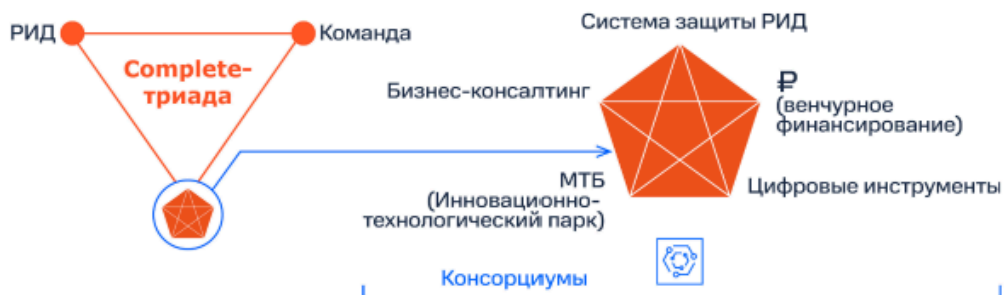 РИД
Команда
Complete-
триада
Система защиты РИД
Бизнес-консалтинг
₽
(венчурное
финансирование)
МТБ
(Инновационно-
технологический парк)
Цифровые инструменты
Консорциумы